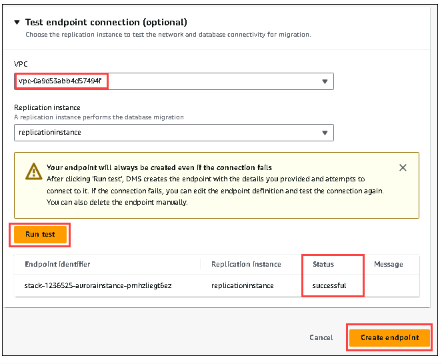 Test endpoint connection (optional)
Choose the replication instance to test the network and database connectivity for migration.
VPC
vpc-0a9d53abb4d57494f
Replication instance
A replication instance performs the database migration
replicationinstance
Your endpoint will always be created even if the connection fails
After clicking 'Run test', DMS creates the endpoint with the details you provided and attempts to
connect to it. If the connection fails, you can edit the endpoint definition and test the connection again.
You can also delete the endpoint manually.
Run test
Endpoint identifier Replication instance Status Message
stack-1236525-aurorainstance-pmhzliegt6ez replicationinstance successful
Cancel Create endpoint